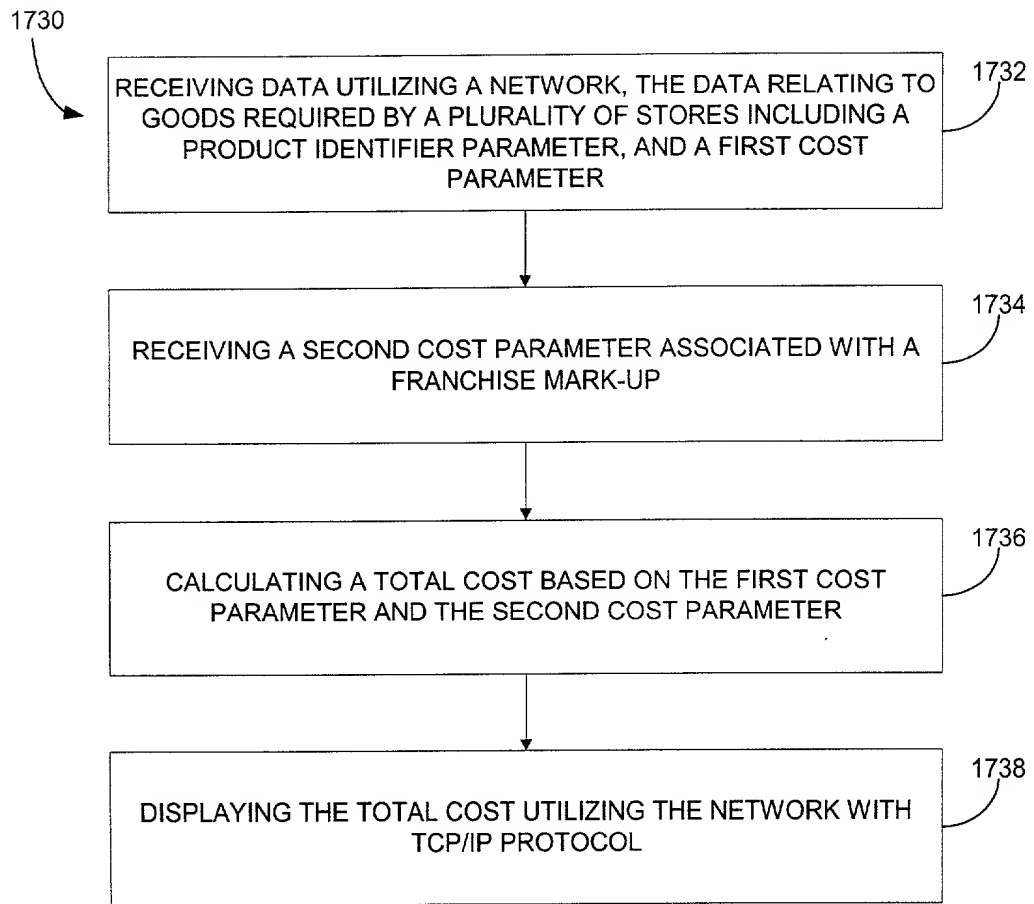 1730
RECEIVING DATA UTILIZING A NETWORK, THE DATA RELATING TO
GOODS REQUIRED BY A PLURALITY OF STORES INCLUDING A
PRODUCT IDENTIFIER PARAMETER, AND A FIRST COST
PARAMETER
1732
RECEIVING A SECOND COST PARAMETER ASSOCIATED WITH A
FRANCHISE MARK-UP
1734
CALCULATING A TOTAL COST BASED ON THE FIRST COST
PARAMETER AND THE SECOND COST PARAMETER
1736
DISPLAYING THE TOTAL COST UTILIZING THE NETWORK WITH
TCP/IP PROTOCOL
1738